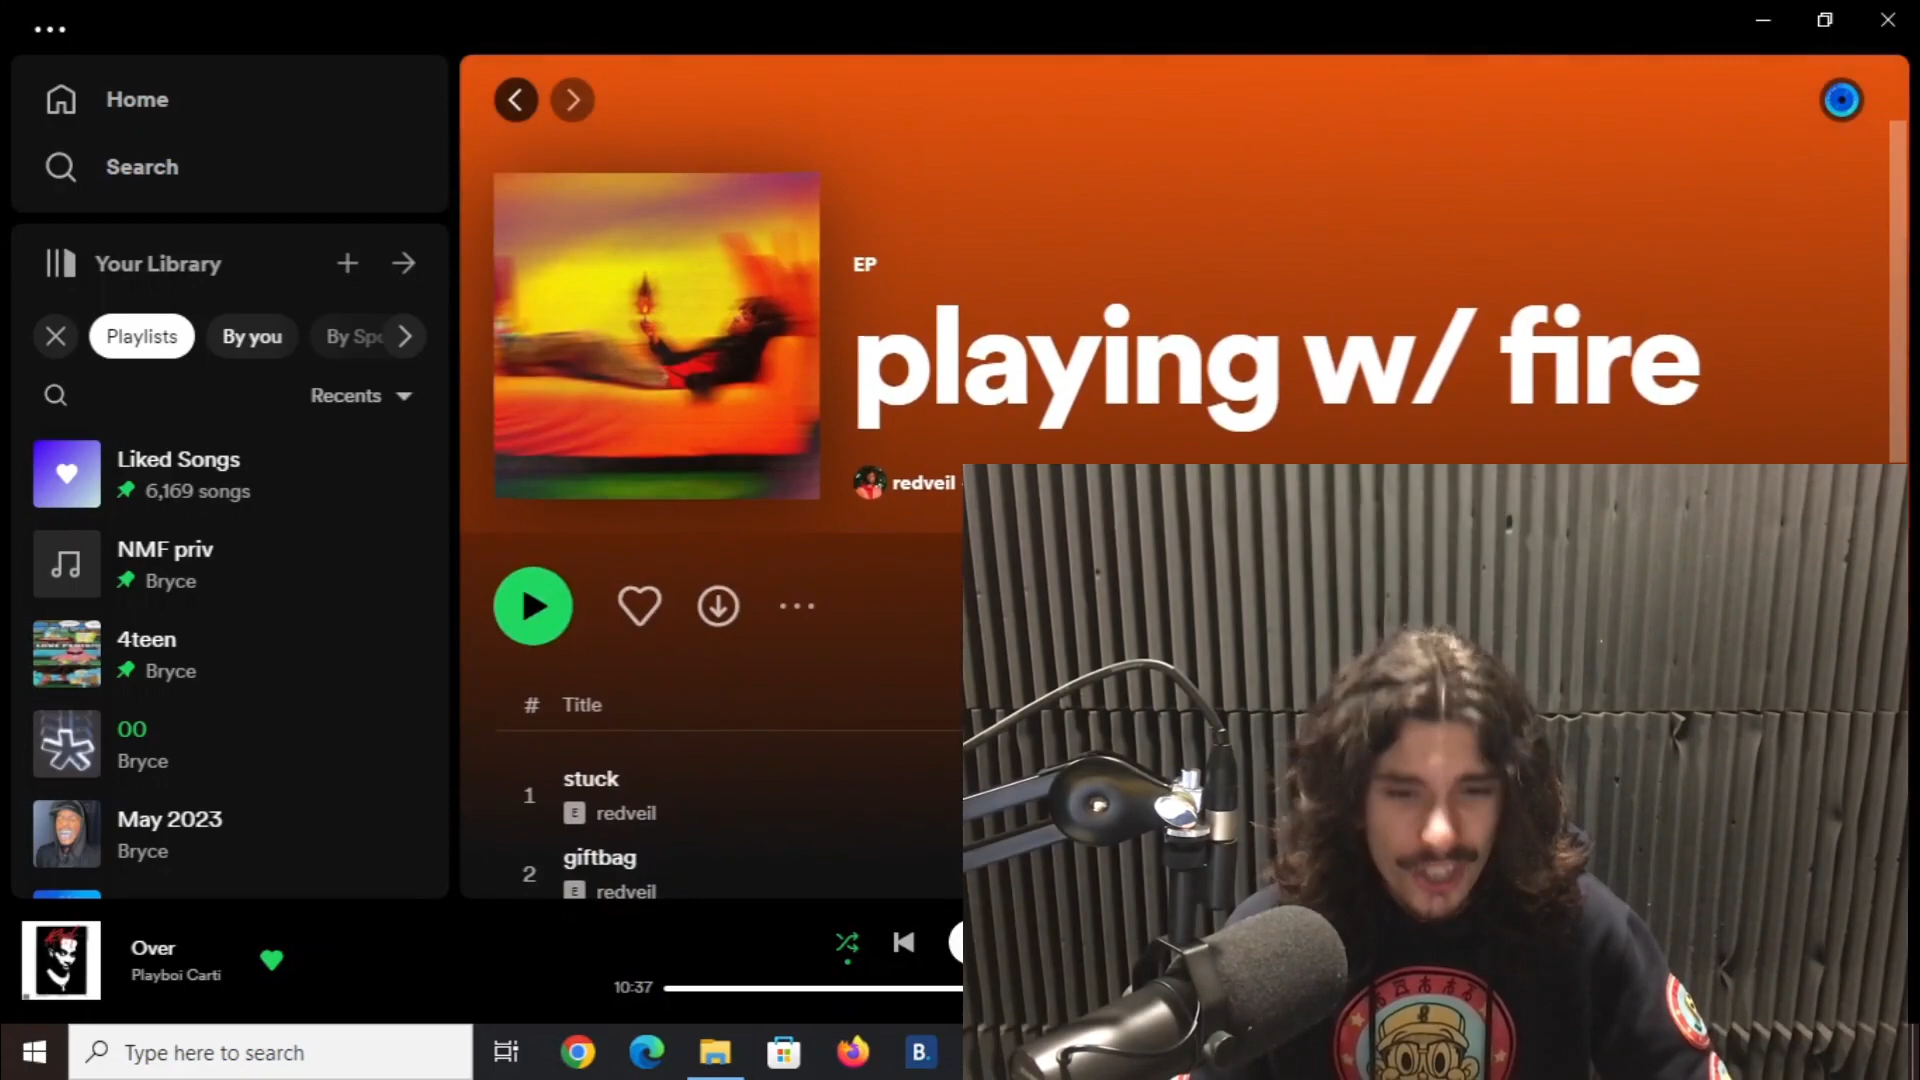 Home
Search
Your Library
Playlists
By you
By Spo
Recents
Liked Songs
6,169 songs
NMF priv
Bryce
4teen
Bryce
OO
Bryce
May 2023
Bryce
EP
playing w/ fire
redveil
# Title
1
stuck
E redveil
2
giftbag
E redveil
Over
Playboi Carti
10:37
Type here to search
B.